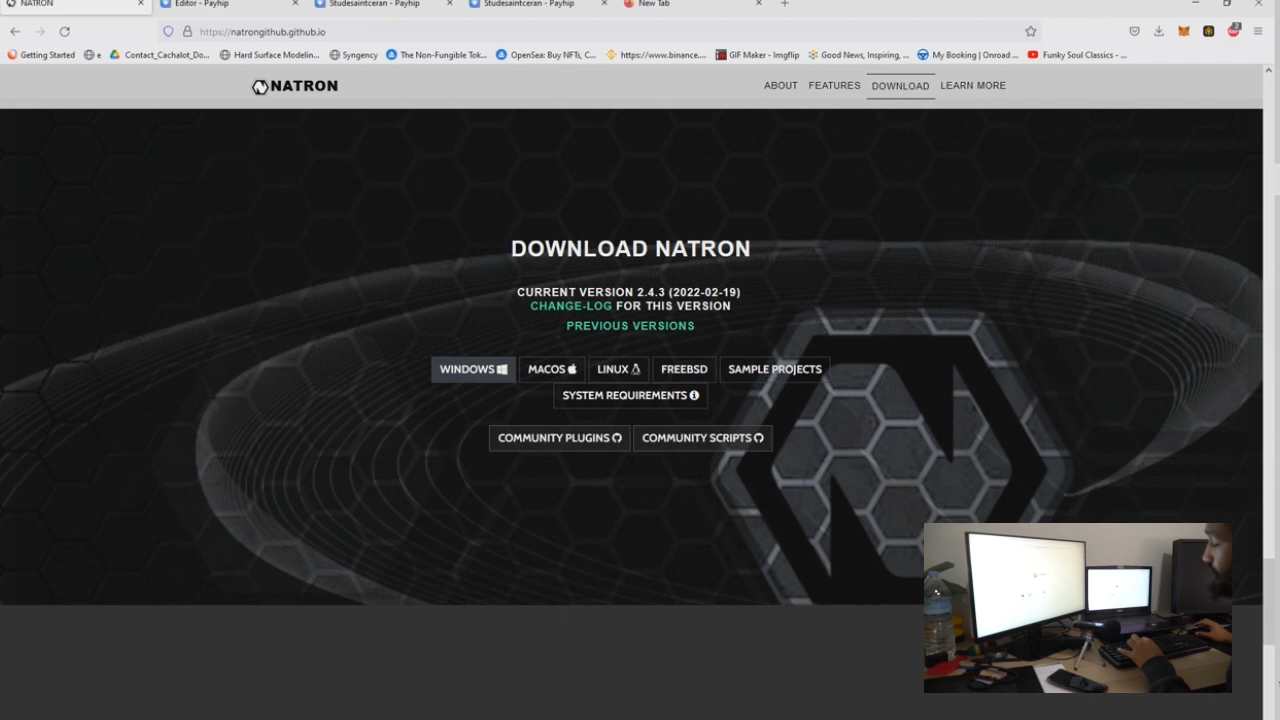 NATRON
Editor - Payhip
Studesaintceran - Payhip
Studesaintceran - Payhip
New Tab
https://natrongithub.github.io
Getting Started
e
Contact_Cachalot_Do...
Hard Surface Modelin...
Syngency
The Non-Fungible Tok...
OpenSea: Buy NFTs, C...
https://www.binance....
GIF Maker - Imgflip
Good News, Inspiring, ...
My Booking | Onroad ...
Funky Soul Classics - ...
NATRON
ABOUT
FEATURES
DOWNLOAD
LEARN MORE
DOWNLOAD NATRON
CURRENT VERSION 2.4.3 (2022-02-19)
CHANGE-LOG FOR THIS VERSION
PREVIOUS VERSIONS
WINDOWS
MACOS
LINUX
FREEBSD
SAMPLE PROJECTS
SYSTEM REQUIREMENTS
COMMUNITY PLUGINS
COMMUNITY SCRIPTS